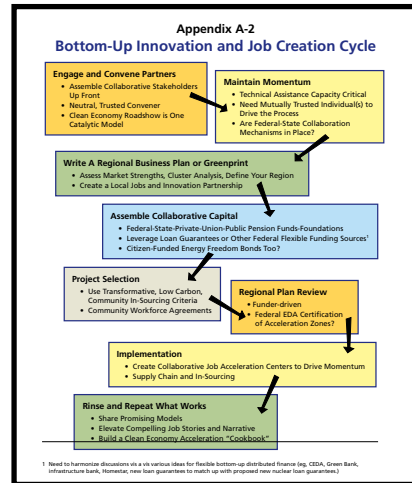 Appendix A-2
Bottom-Up Innovation and Job Creation Cycle
Engage and Convene Partners
• Assemble Collaborative Stakeholders
Up Front
• Neutral, Trusted Convener
• Clean Economy Roadshow is One
Catalytic Model
Maintain Momentum
• Technical Assistance Capacity Critical
• Need Mutually Trusted Individual(s) to
Drive the Process
• Are Federal-State Collaboration
Mechanisms in Place?
Write A Regional Business Plan or Greenprint
• Assess Market Strengths, Cluster Analysis, Define Your Region
• Create a Local Jobs and Innovation Partnership
Assemble Collaborative Capital
• Federal-State-Private-Union-Public Pension Funds-Foundations
• Leverage Loan Guarantees or Other Federal Flexible Funding Sources¹
• Citizen-Funded Energy Freedom Bonds Too?
Project Selection
• Use Transformative, Low Carbon,
Community In-Sourcing Criteria
• Community Workforce Agreements
Regional Plan Review
• Funder-driven
• Federal EDA Certification
of Acceleration Zones?
Implementation
• Create Collaborative Job Acceleration Centers to Drive Momentum
• Supply Chain and In-Sourcing
Rinse and Repeat What Works
• Share Promising Models
• Elevate Compelling Job Stories and Narrative
• Build a Clean Economy Acceleration "Cookbook"
1 Need to harmonize discussions vis a vis various ideas for flexible bottom-up distributed finance (eg, CEDA, Green Bank,
infrastructure bank, Homestar, new loan guarantees to match up with proposed new nuclear loan guarantees.)